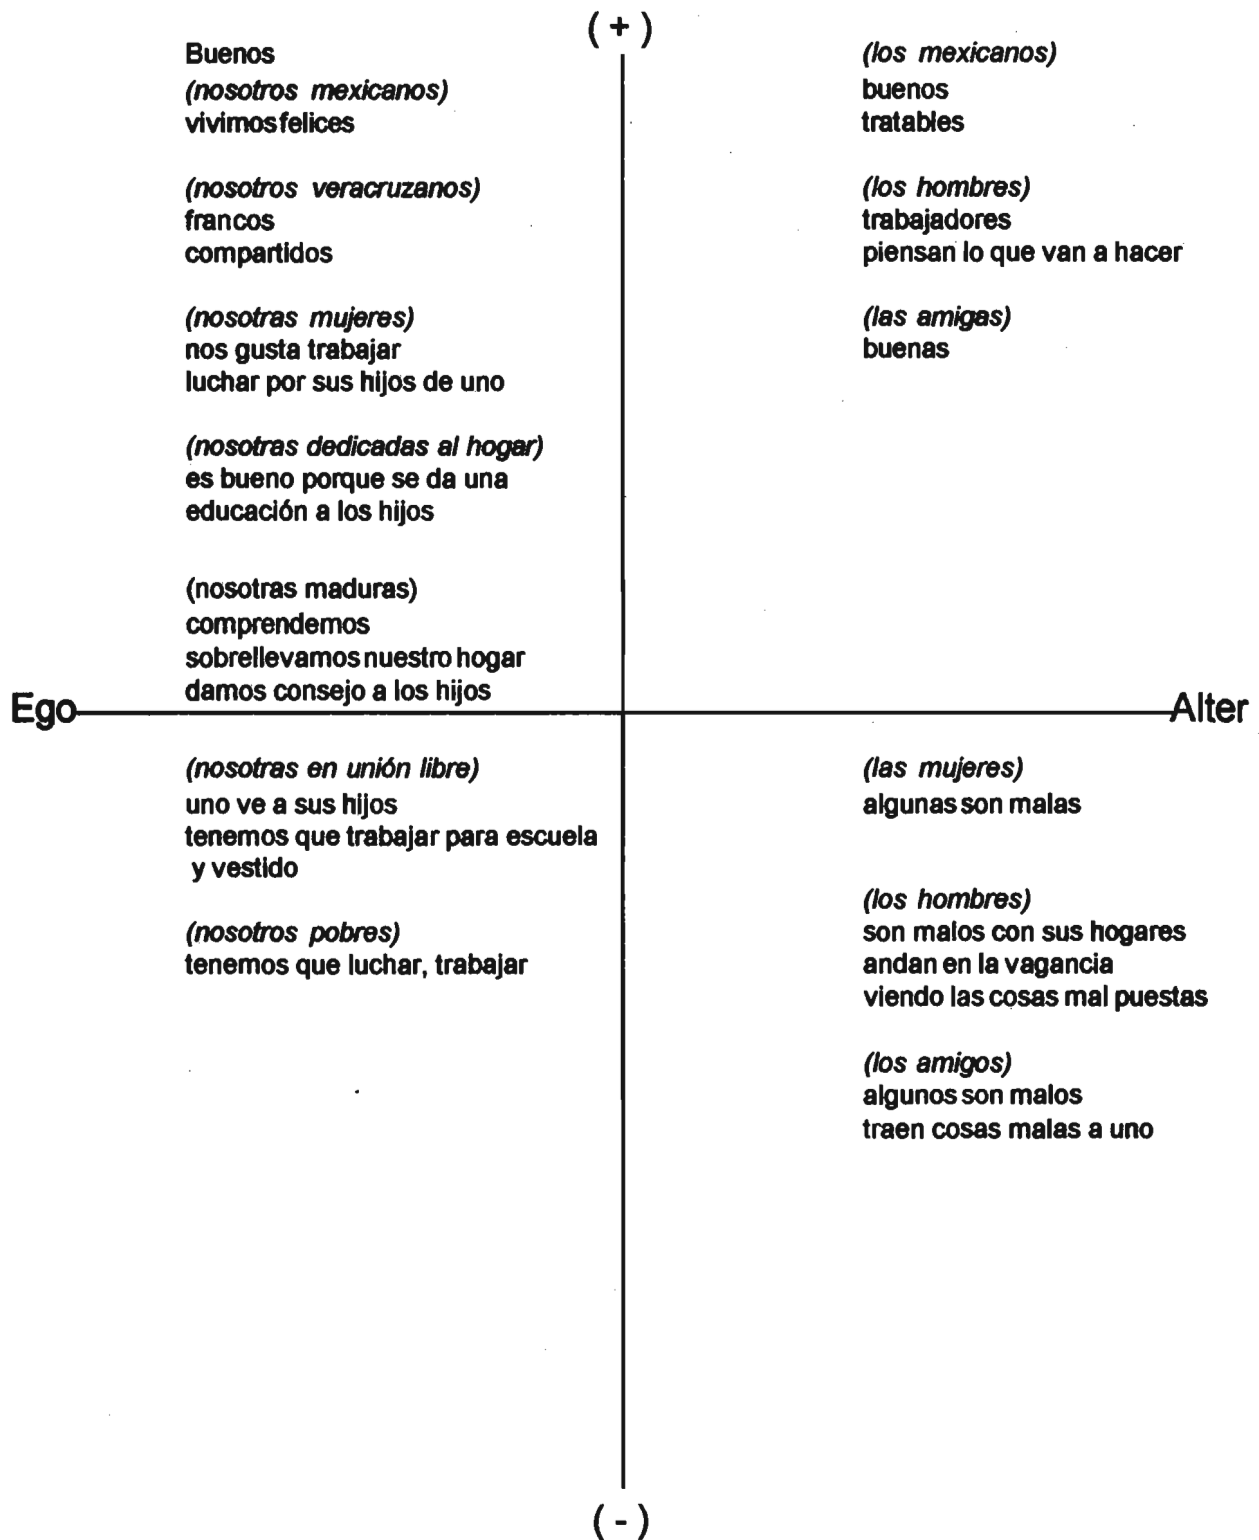 ( + )
Buenos
(nosotros mexicanos)
vivimos felices
(nosotros veracruzanos)
francos
compartidos
(nosotras mujeres)
nos gusta trabajar
luchar por sus hijos de uno
(nosotras dedicadas al hogar)
es bueno porque se da una
educación a los hijos
(nosotras maduras)
comprendemos
sobrellevamos nuestro hogar
damos consejo a los hijos
(los mexicanos)
buenos
tratables
(los hombres)
trabajadores
piensan lo que van a hacer
(las amigas)
buenas
Ego
Alter
(nosotras en unión libre)
uno ve a sus hijos
tenemos que trabajar para escuela
y vestido
(nosotros pobres)
tenemos que luchar, trabajar
(las mujeres)
algunas son malas
(los hombres)
son malos con sus hogares
andan en la vagancia
viendo las cosas mal puestas
(los amigos)
algunos son malos
traen cosas malas a uno
( - )